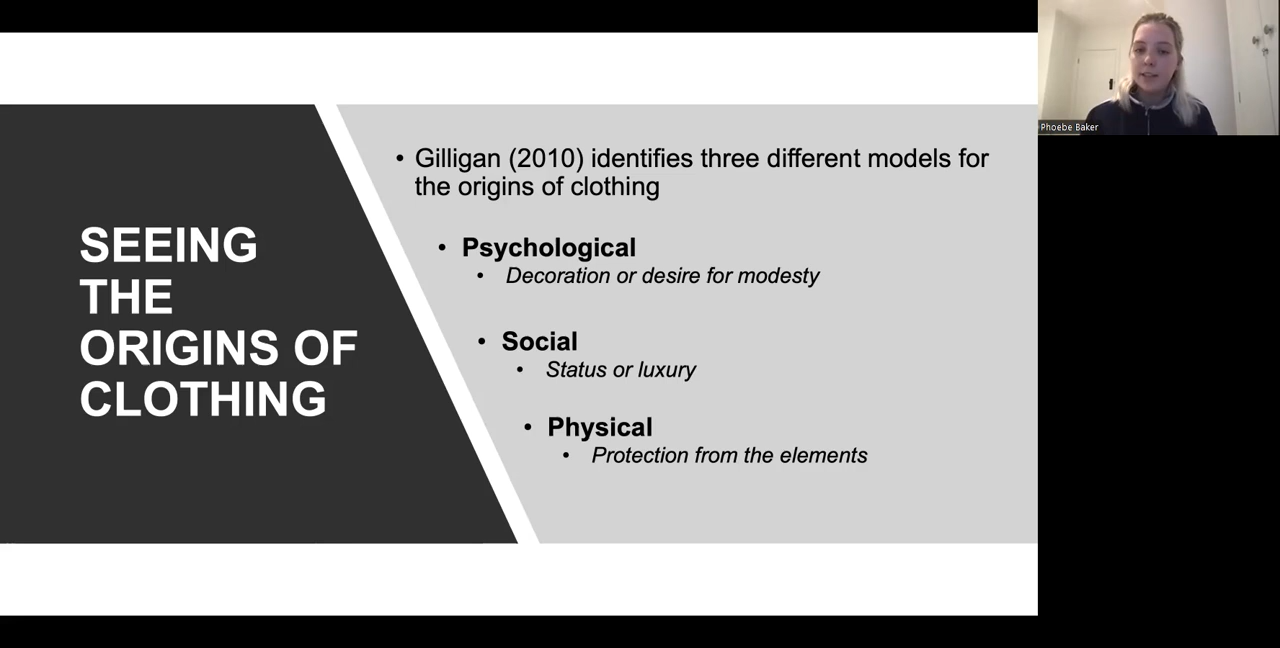 SEEING
THE
ORIGINS OF
CLOTHING
• Gilligan (2010) identifies three different models for
the origins of clothing
• Psychological
• Decoration or desire for modesty
• Social
• Status or luxury
• Physical
• Protection from the elements
Phoebe Baker